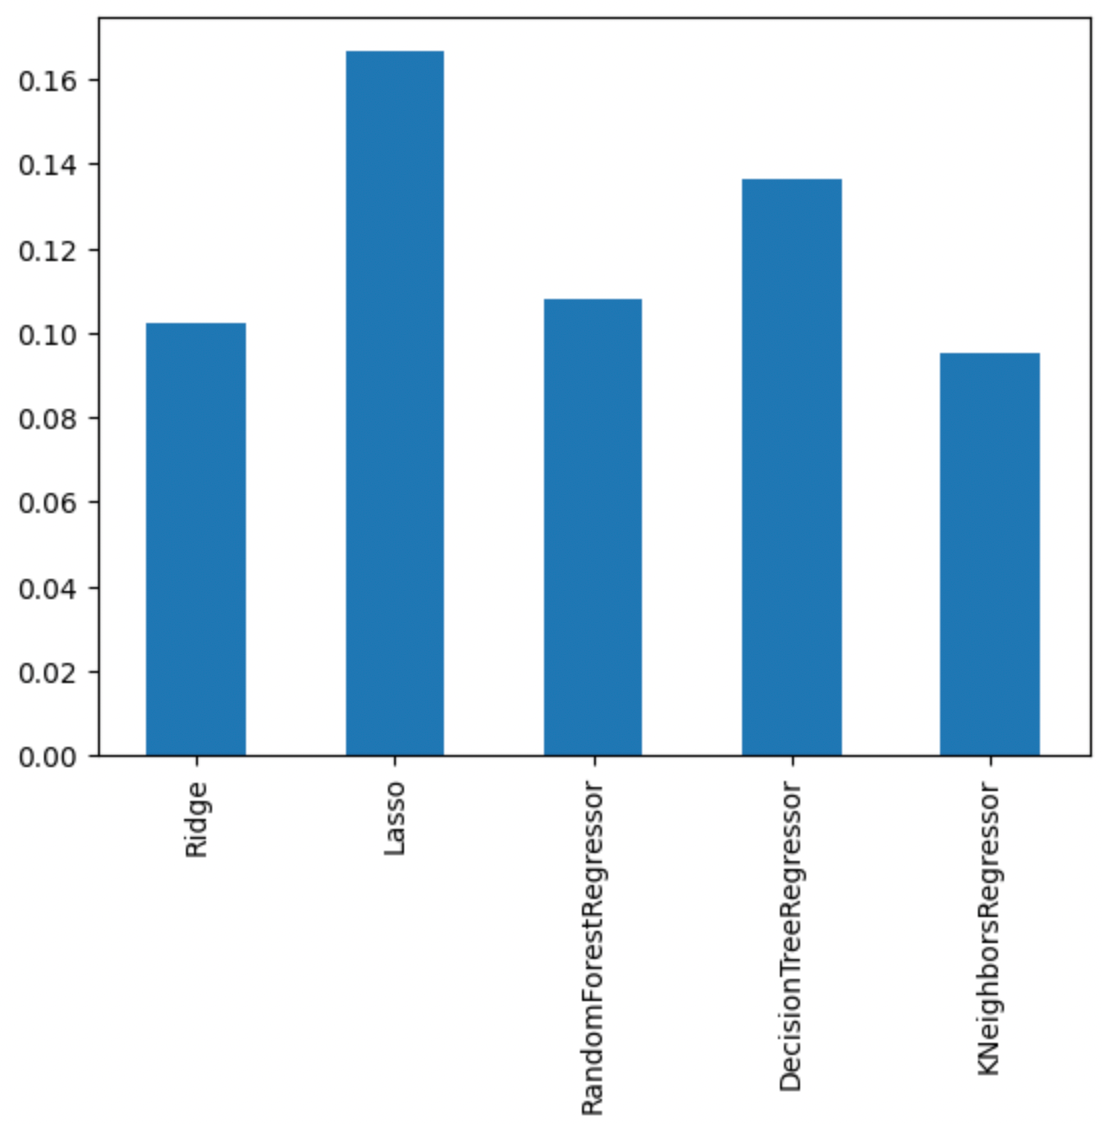 0.16
0.14
0.12
0.10
0.08
0.06
0.04
0.02
0.00
Ridge
Lasso
RandomForestRegressor
DecisionTreeRegressor
KNeighborsRegressor